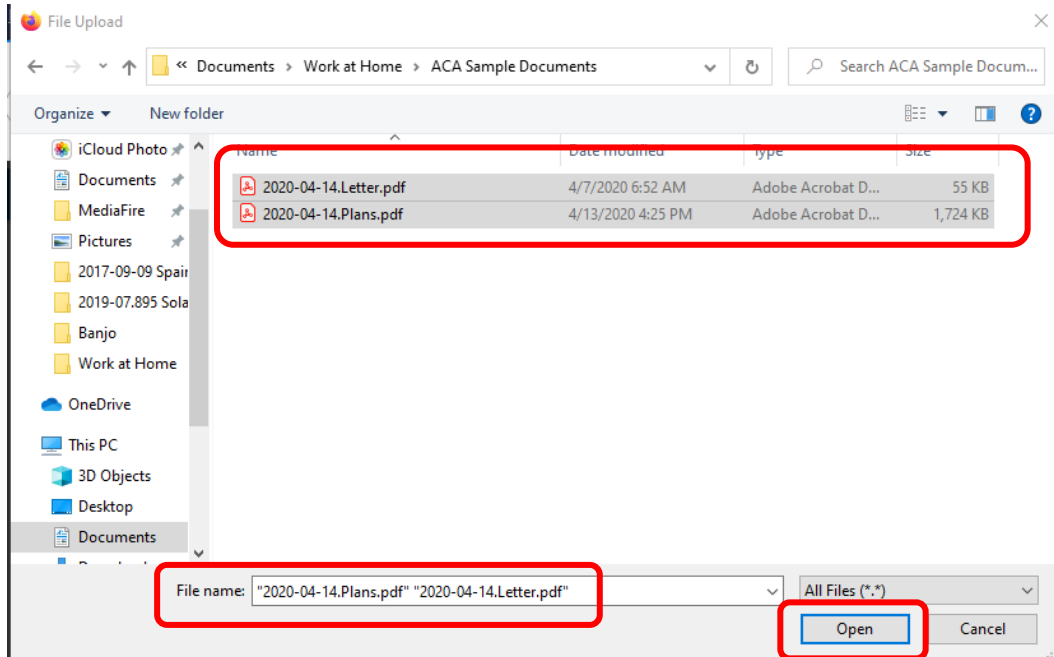 File Upload
« Documents > Work at Home > ACA Sample Documents
Search ACA Sample Docum...
Organize New folder
Name Date modified Type Size
iCloud Photo
Documents
MediaFire
Pictures
2017-09-09 Spair
2019-07.895 Sola
Banjo
Work at Home
OneDrive
This PC
3D Objects
Desktop
Documents
2020-04-14.Letter.pdf 4/7/2020 6:52 AM Adobe Acrobat D... 55 KB
2020-04-14.Plans.pdf 4/13/2020 4:25 PM Adobe Acrobat D... 1,724 KB
File name: "2020-04-14.Plans.pdf" "2020-04-14.Letter.pdf"
All Files (*.*)
Open Cancel